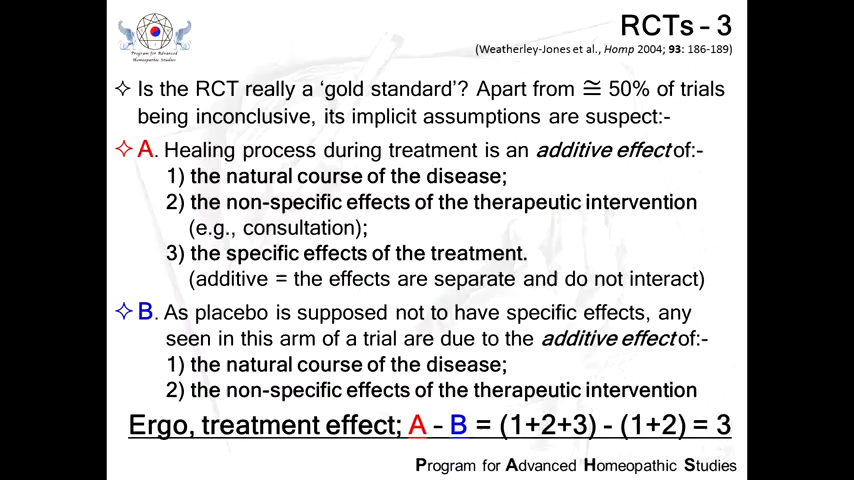 RCTs – 3
(Weatherley-Jones et al., Homp 2004; 93: 186-189)
Program for Advanced
Homeopathic Studies
✧ Is the RCT really a ‘gold standard’? Apart from ≅ 50% of trials
being inconclusive, its implicit assumptions are suspect:-
✧ A. Healing process during treatment is an additive effect of:-
1) the natural course of the disease;
2) the non-specific effects of the therapeutic intervention
(e.g., consultation);
3) the specific effects of the treatment.
(additive = the effects are separate and do not interact)
✧ B. As placebo is supposed not to have specific effects, any
seen in this arm of a trial are due to the additive effect of:-
1) the natural course of the disease;
2) the non-specific effects of the therapeutic intervention
Ergo, treatment effect; A – B = (1+2+3) - (1+2) = 3
Program for Advanced Homeopathic Studies